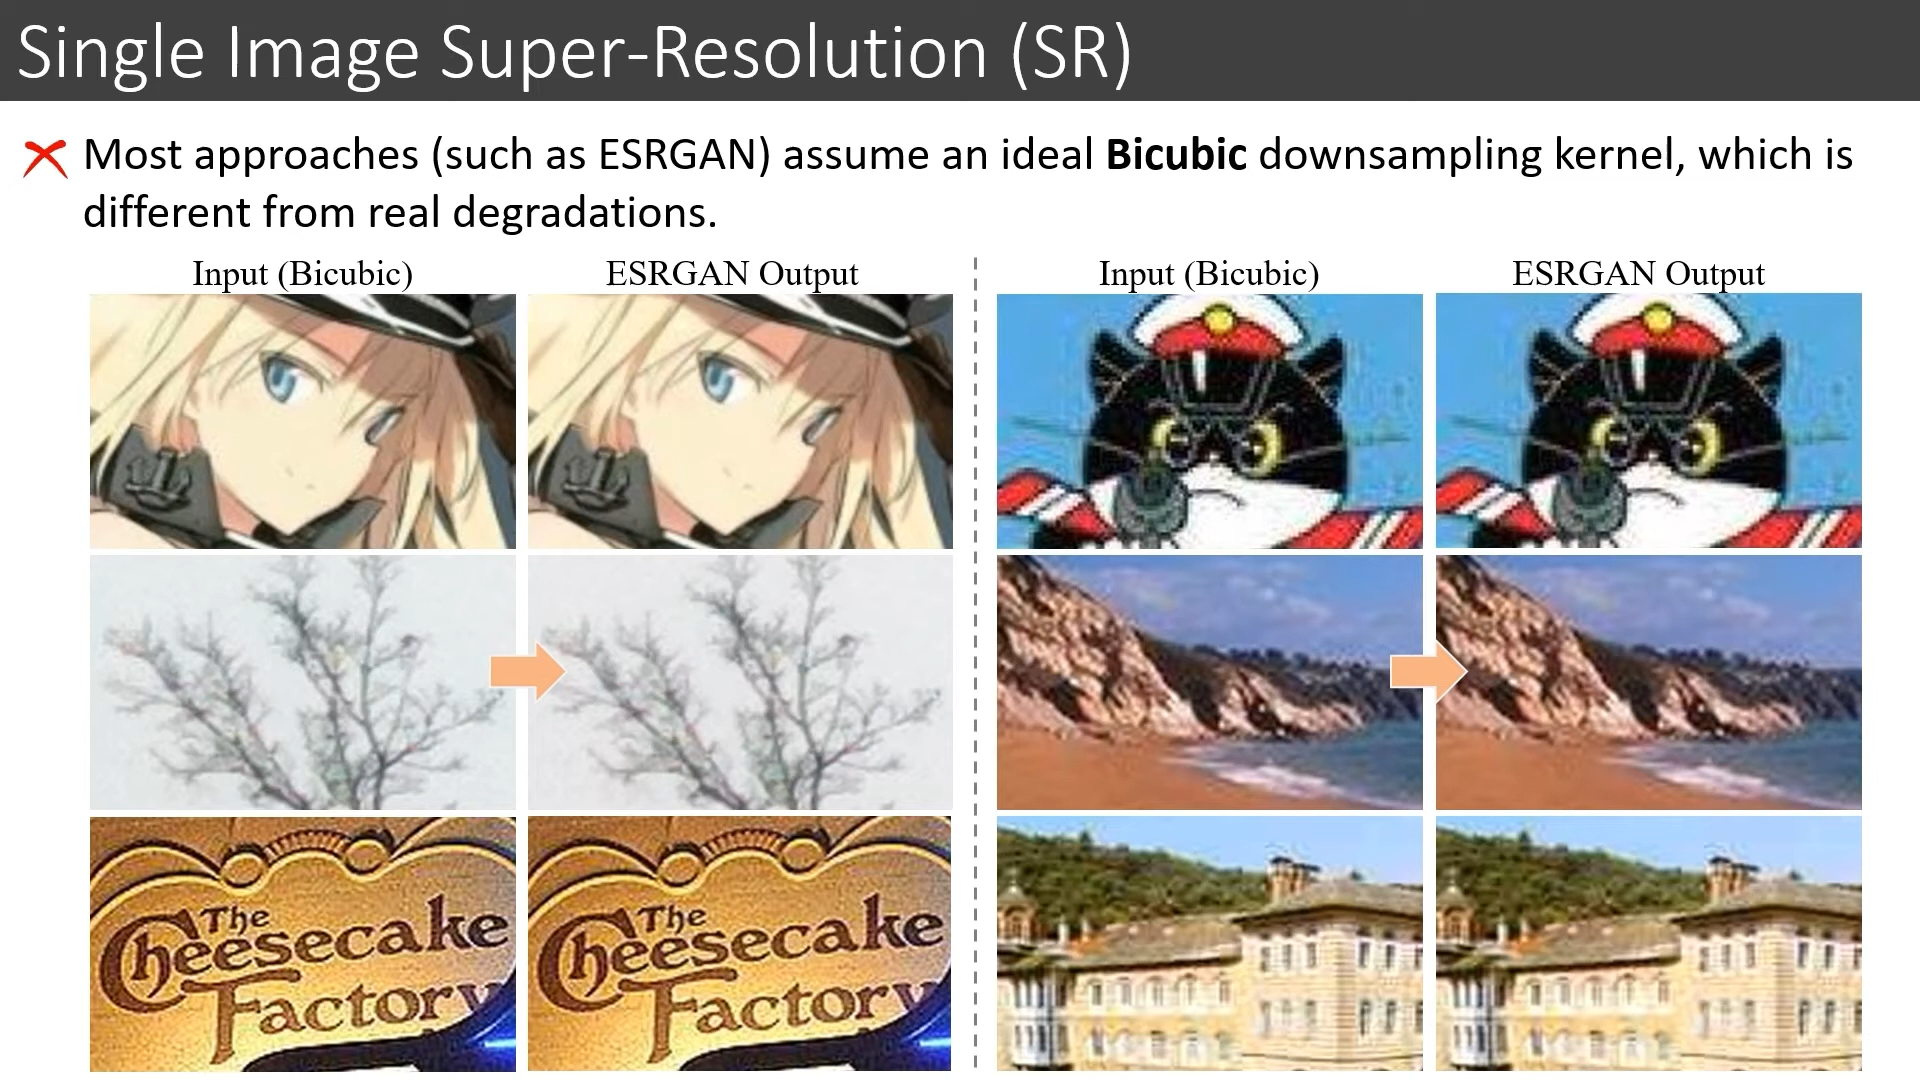 Single Image Super-Resolution (SR)
Most approaches (such as ESRGAN) assume an ideal Bicubic downsampling kernel, which is
different from real degradations.
Input (Bicubic)
ESRGAN Output
Input (Bicubic)
ESRGAN Output
The
Cheesecake
Factory
The
Cheesecake
Factory